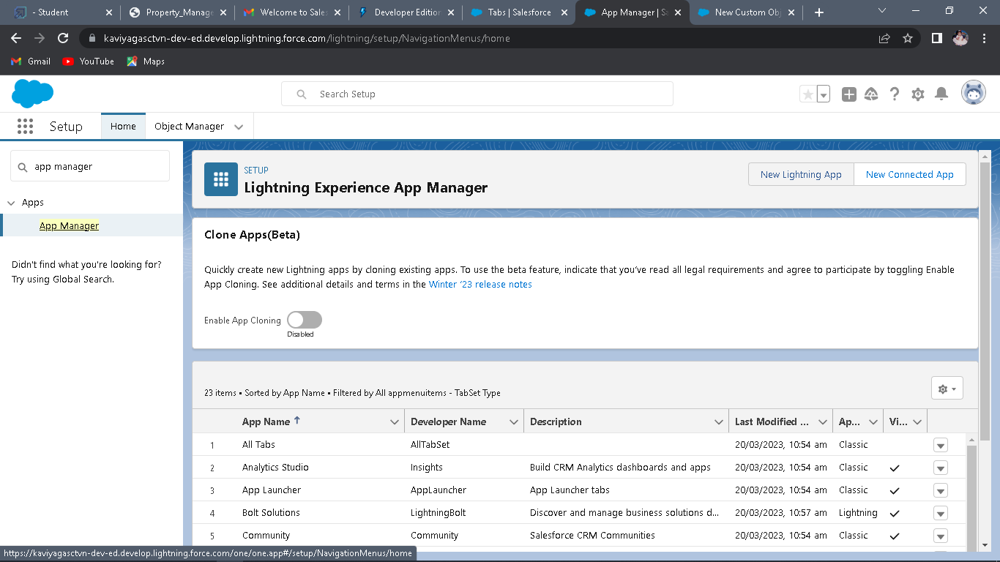 - Student
Property_Manage
Welcome to Sales
Developer Edition
Tabs | Salesforce
App Manager | Sa
New Custom Obj
kaviyagasctvn-dev-ed.develop.lightning.force.com/lightning/setup/NavigationMenus/home
Gmail
YouTube
Maps
Search Setup
Setup
Home
Object Manager
app manager
Apps
App Manager
Didn't find what you're looking for?
Try using Global Search.
SETUP
Lightning Experience App Manager
New Lightning App
New Connected App
Clone Apps(Beta)
Quickly create new Lightning apps by cloning existing apps. To use the beta feature, indicate that you've read all legal requirements and agree to participate by toggling Enable
App Cloning. See additional details and terms in the Winter '23 release notes
Enable App Cloning
Disabled
23 items • Sorted by App Name • Filtered by All appmenuitems - TabSet Type
App Name ↑ Developer Name Description Last Modified ... Ap... Vi...
1 All Tabs AllTabSet 20/03/2023, 10:54 am Classic
2 Analytics Studio Insights Build CRM Analytics dashboards and apps 20/03/2023, 10:54 am Classic
3 App Launcher AppLauncher App Launcher tabs 20/03/2023, 10:54 am Classic
4 Bolt Solutions LightningBolt Discover and manage business solutions d... 20/03/2023, 10:57 am Lightning
5 Community Community Salesforce CRM Communities 20/03/2023, 10:54 am Classic
https://kaviyagasctvn-dev-ed.develop.lightning.force.com/one/one.app#/setup/NavigationMenus/home